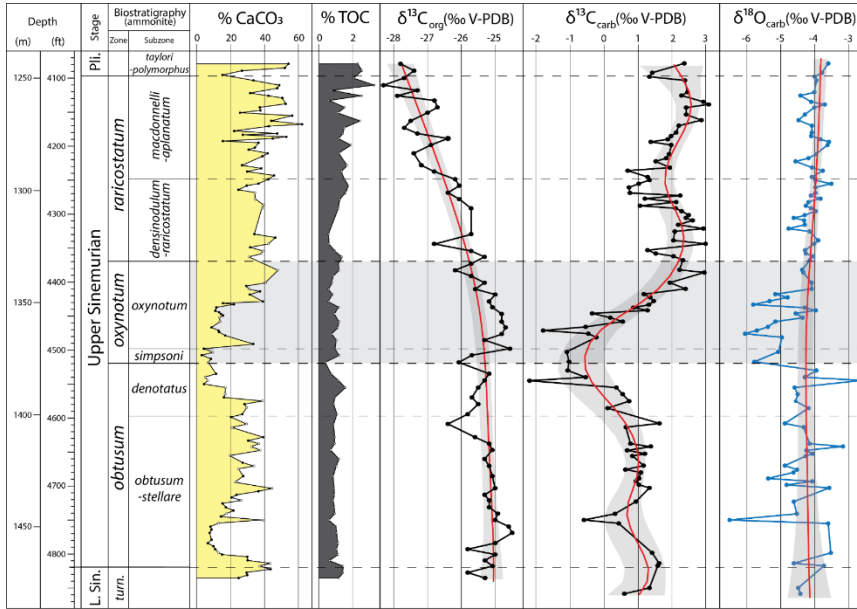 Depth
(m) (ft)
Stage
Biostratigraphy
(ammonite)
Zone Subzone
% CaCO₃
0 20 40 60
% TOC
0 2
δ¹³Corg(‰ V-PDB)
-28 -27 -26 -25
δ¹³Ccarb(‰ V-PDB)
-2 -1 0 1 2 3
δ¹⁸Ocarb(‰ V-PDB)
-6 -5 -4 -3
1250
1300
1350
1400
1450
4100
4200
4300
4400
4500
4600
4700
4800
Pli.
Upper Sinemurian
L. Sin.
raricostatum
oxynotum
obtusum
turn.
taylori
-polymorphus
macdonnelli
-aplanatum
densinodulum
-raricostatum
oxynotum
simpsoni
denotatus
obtusum
-stellare